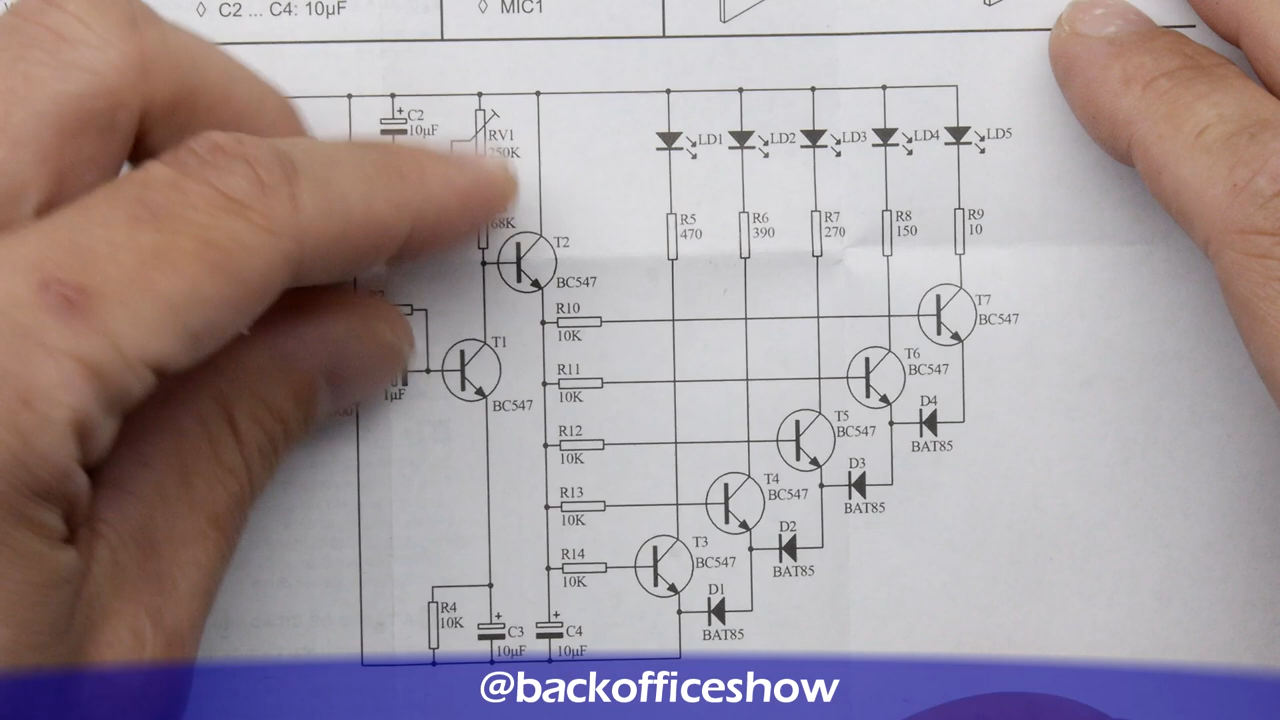 ◊ C2 ... C4: 10µF
◊ MIC1
+
C2
10µF
RV1
250K
68K
LD1
LD2
LD3
LD4
LD5
R5
470
R6
390
R7
270
R8
150
R9
10
T2
BC547
R10
10K
T7
BC547
T1
BC547
1µF
R11
10K
T6
BC547
D4
BAT85
R12
10K
T5
BC547
D3
BAT85
R13
10K
T4
BC547
D2
BAT85
R14
10K
T3
BC547
D1
BAT85
R4
10K
+
C3
10µF
+
C4
10µF
@backofficeshow